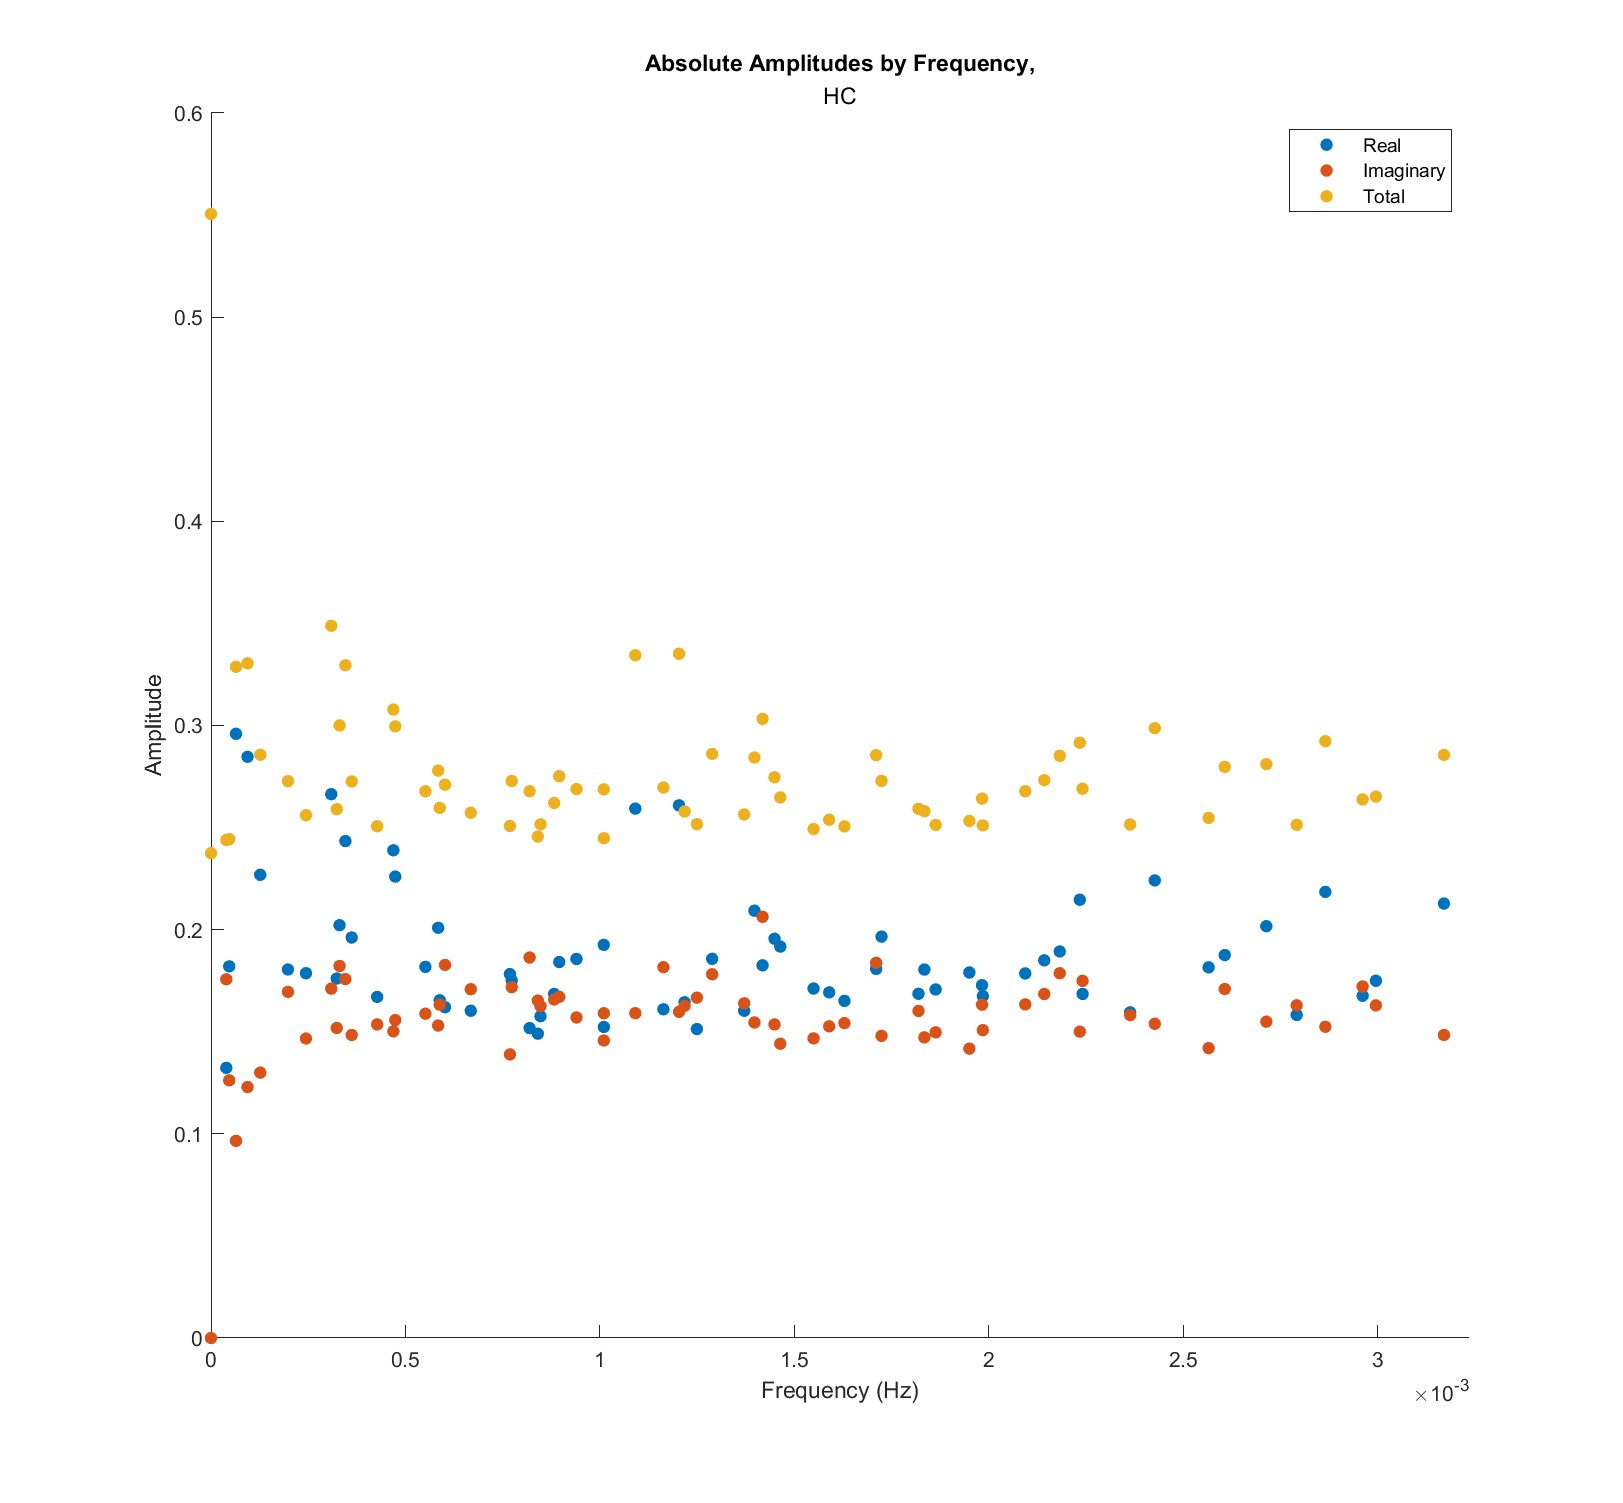 Absolute Amplitudes by Frequency,
HC
Real
Imaginary
Total
0.6
0.5
0.4
0.3
0.2
0.1
0
Amplitude
0 0.5 1 1.5 2 2.5 3
Frequency (Hz)
×10⁻³